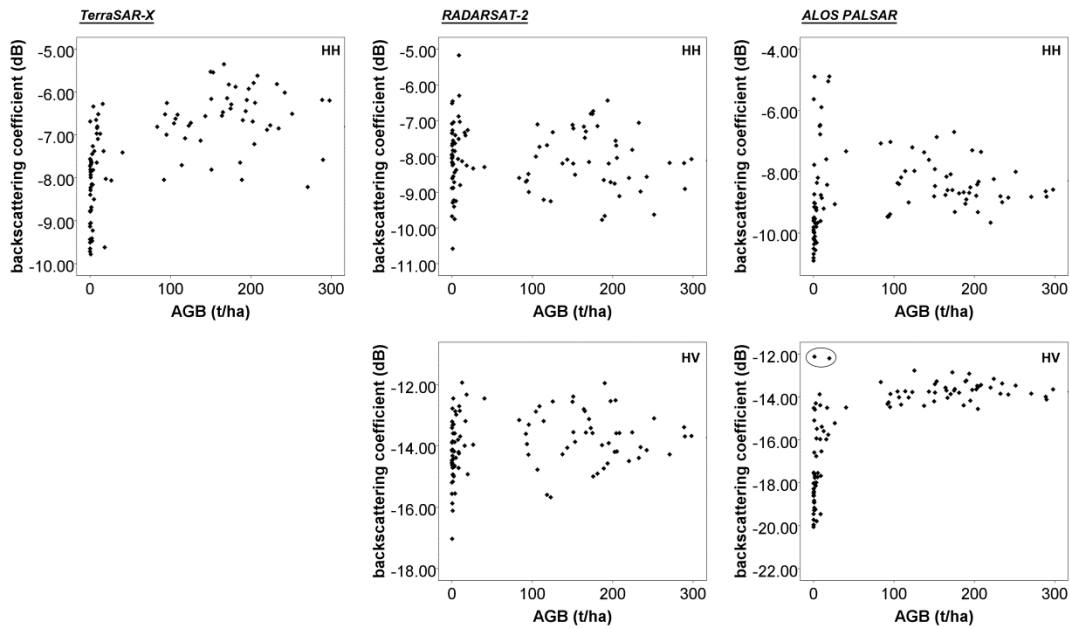 TerraSAR-X
RADARSAT-2
ALOS PALSAR
backscattering coefficient (dB)
-5.00
-6.00
-7.00
-8.00
-9.00
-10.00
HH
0 100 200 300
AGB (t/ha)
backscattering coefficient (dB)
-5.00
-6.00
-7.00
-8.00
-9.00
-10.00
-11.00
HH
0 100 200 300
AGB (t/ha)
backscattering coefficient (dB)
-4.00
-6.00
-8.00
-10.00
HH
0 100 200 300
AGB (t/ha)
backscattering coefficient (dB)
-12.00
-14.00
-16.00
-18.00
HV
0 100 200 300
AGB (t/ha)
backscattering coefficient (dB)
-12.00
-14.00
-16.00
-18.00
-20.00
-22.00
HV
0 100 200 300
AGB (t/ha)